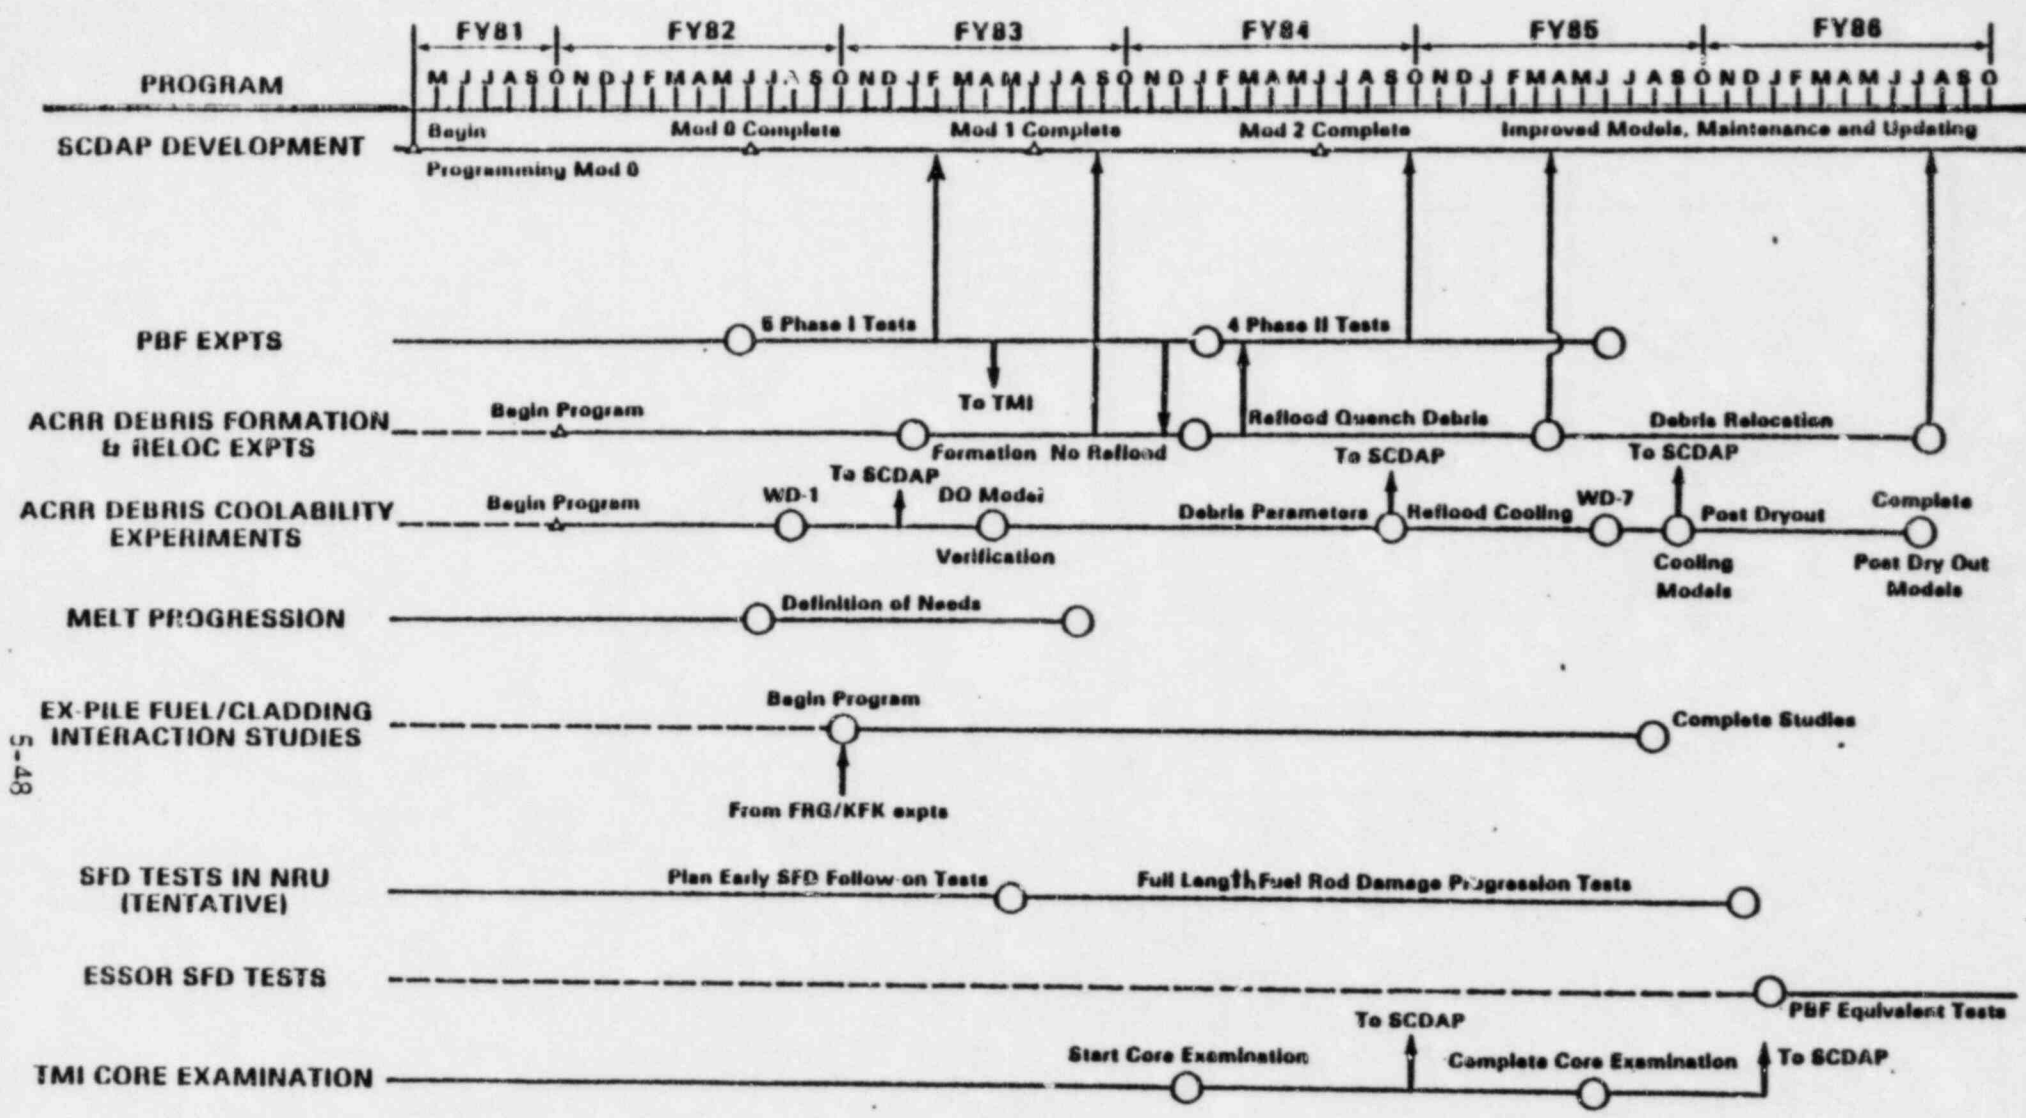 FY81 FY82 FY83 FY84 FY85 FY86
PROGRAM
M J J A S O N D J F M A M J J A S O N D J F M A M J J A S O N D J F M A M J J A S O N D J F M A M J J A S O N D J F M A M J J A S O
SCDAP DEVELOPMENT
Begin
Programming Mod 0
Mod 0 Complete
Mod 1 Complete
Mod 2 Complete
Improved Models, Maintenance and Updating
PBF EXPTS
Phase I Tests
4 Phase II Tests
To TMI
ACRR DEBRIS FORMATION
& RELOC EXPTS
Begin Program
Formation No Reflood
Reflood Quench Debris
Debris Relocation
ACRR DEBRIS COOLABILITY
EXPERIMENTS
Begin Program
WD-1
To SCDAP
DO Model
Verification
Debris Parameters
To SCDAP
Reflood Cooling
WD-7
To SCDAP
Cooling
Models
Post Dryout
Complete
Post Dry Out
Models
MELT PROGRESSION
Definition of Needs
EX-PILE FUEL/CLADDING
INTERACTION STUDIES
Begin Program
From FRG/KFK expts
Complete Studies
5-48
SFD TESTS IN NRU
(TENTATIVE)
Plan Early SFD Follow-on Tests
Full Length Fuel Rod Damage Progression Tests
ESSOR SFD TESTS
PBF Equivalent Tests
TMI CORE EXAMINATION
Start Core Examination
To SCDAP
Complete Core Examination
To SCDAP